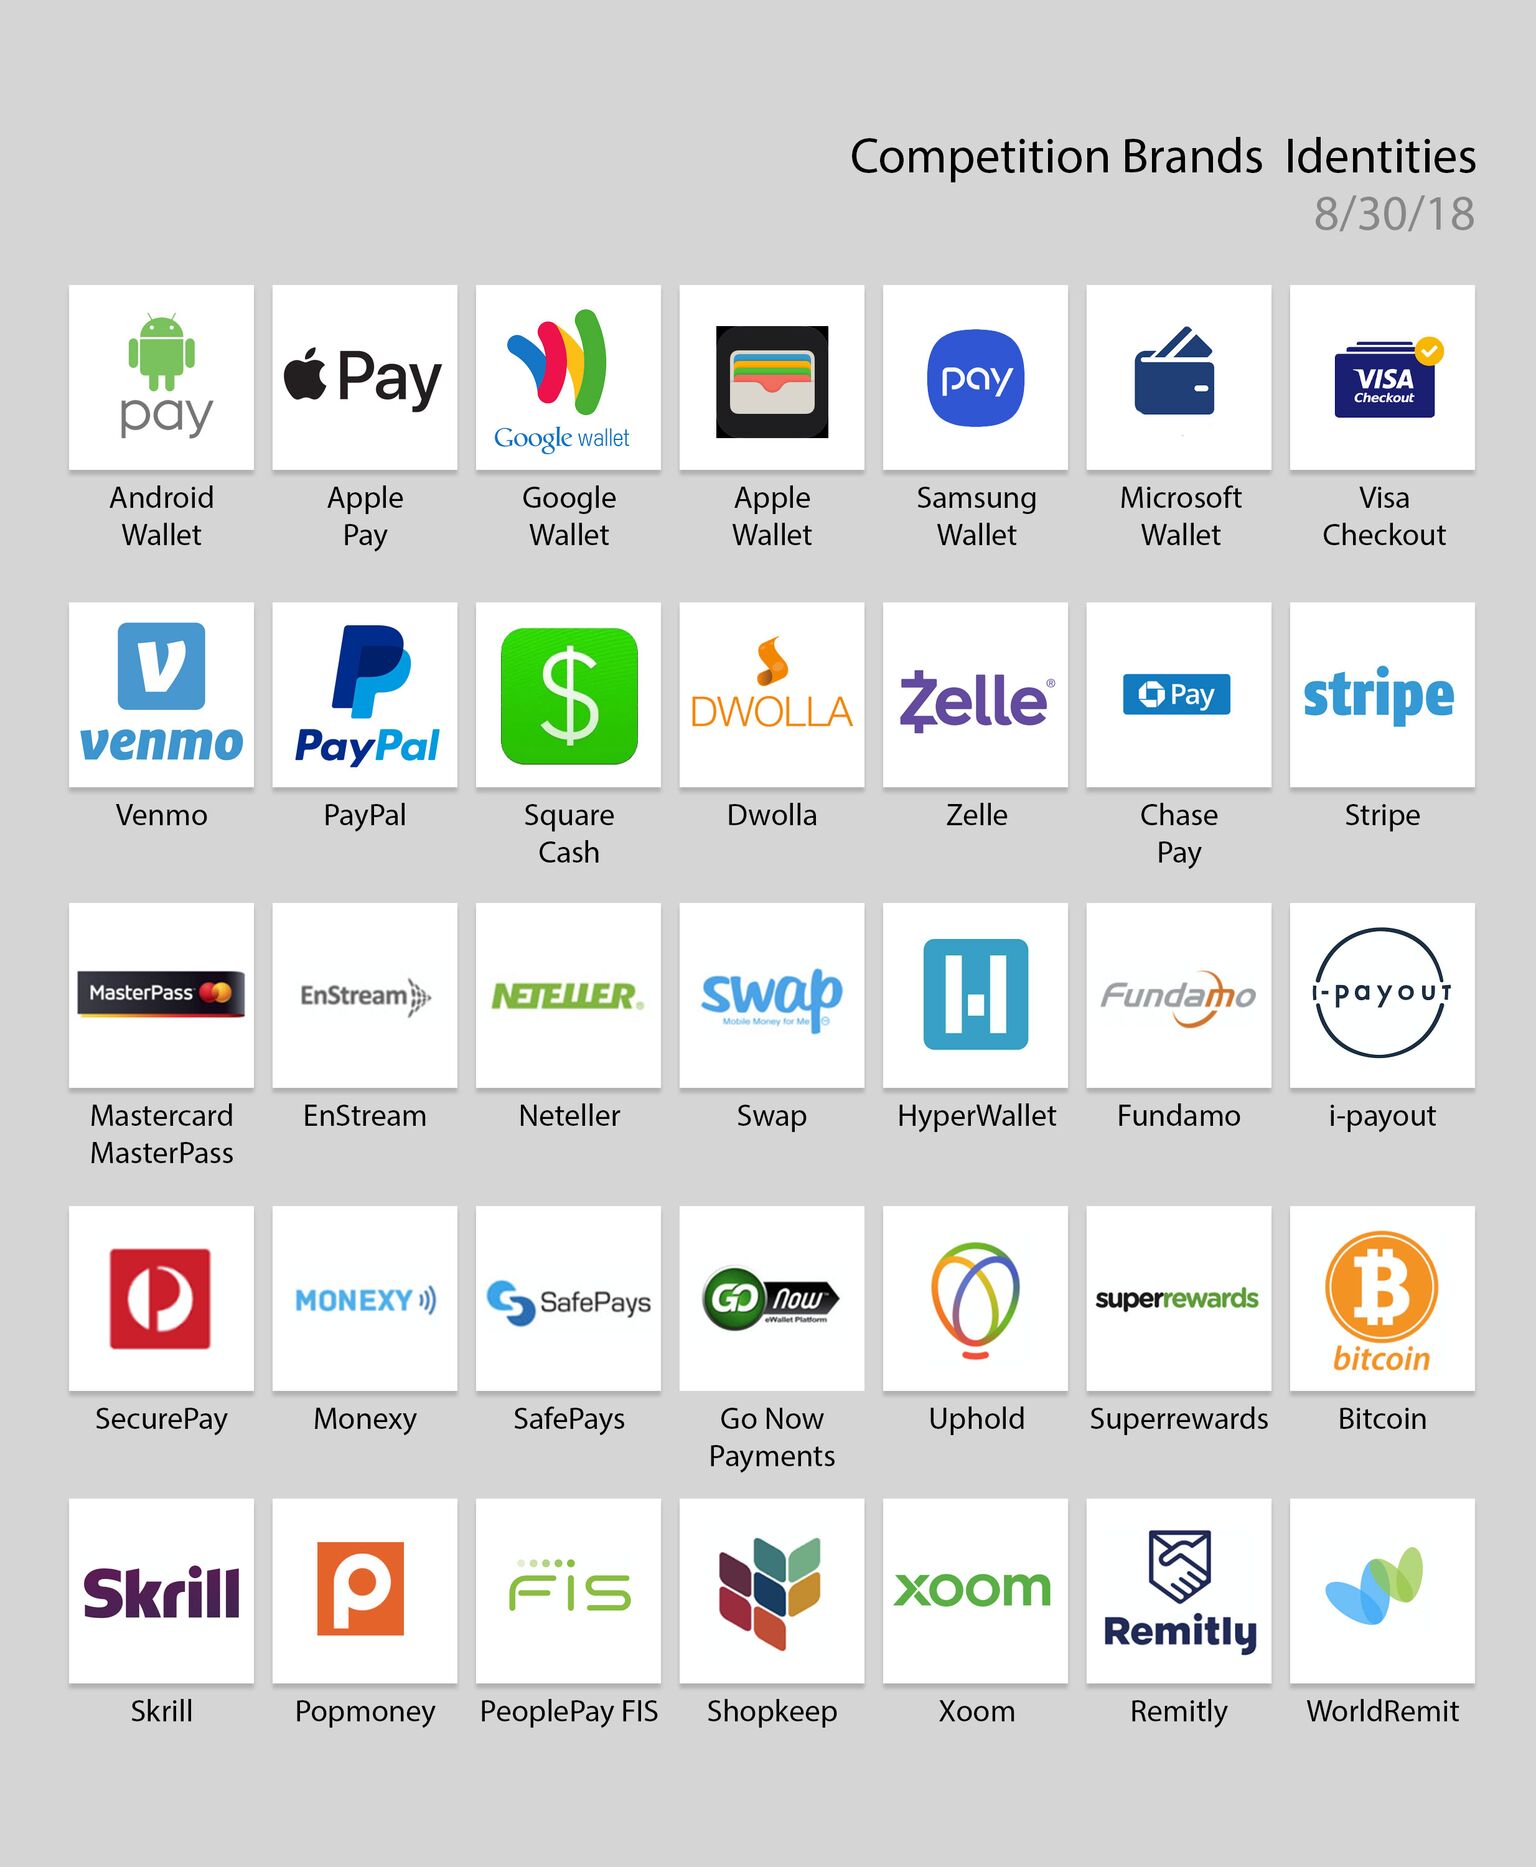 Competition Brands Identities
8/30/18
pay
Pay
Google wallet
pay
VISA
Checkout
Android
Wallet
Apple
Pay
Google
Wallet
Apple
Wallet
Samsung
Wallet
Microsoft
Wallet
Visa
Checkout
venmo
PayPal
$
DWOLLA
Zelle®
Pay
stripe
Venmo
PayPal
Square
Cash
Dwolla
Zelle
Chase
Pay
Stripe
MasterPass
EnStream
NETELLER®
swap
Mobile Money for Me
H
Fundamo
i-payout
Mastercard
MasterPass
EnStream
Neteller
Swap
HyperWallet
Fundamo
i-payout
MONEXY
SafePays
GO Now™
eWallet Platform
superrewards
bitcoin
SecurePay
Monexy
SafePays
Go Now
Payments
Uphold
Superrewards
Bitcoin
Skrill
FIS
xoom
Remitly
Skrill
Popmoney
PeoplePay FIS
Shopkeep
Xoom
Remitly
WorldRemit